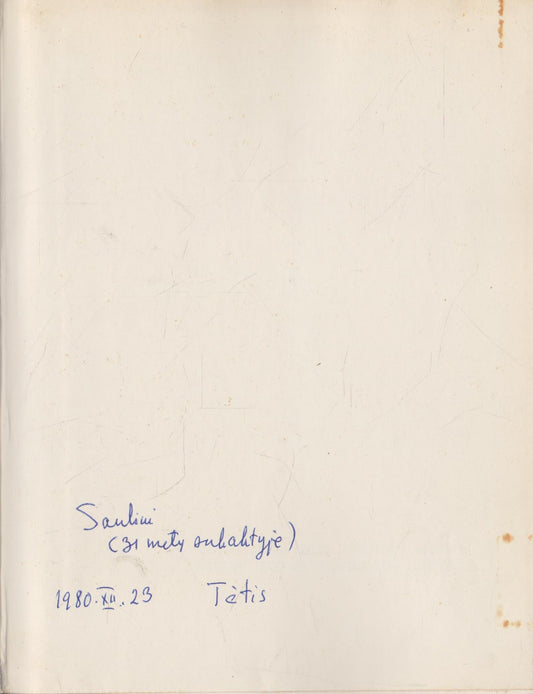 Sauliui
(31 metų sukaktyje)
1980.XII.23 Tėtis